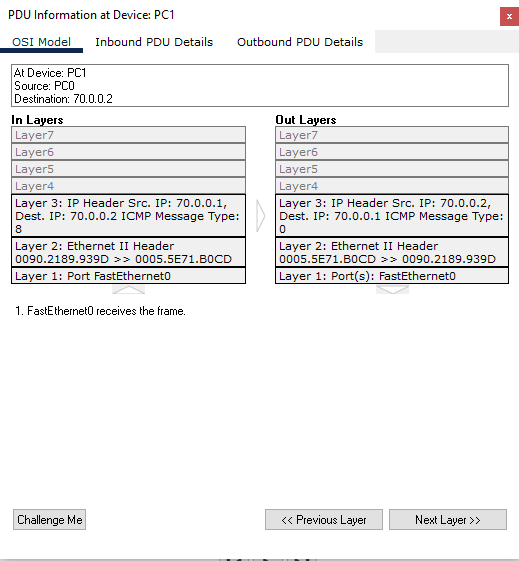 PDU Information at Device: PC1
x
OSI Model Inbound PDU Details Outbound PDU Details
At Device: PC1
Source: PC0
Destination: 70.0.0.2
In Layers
Layer7
Layer6
Layer5
Layer4
Layer 3: IP Header Src. IP: 70.0.0.1,
Dest. IP: 70.0.0.2 ICMP Message Type:
8
Layer 2: Ethernet II Header
0090.2189.939D >> 0005.5E71.B0CD
Layer 1: Port FastEthernet0
Out Layers
Layer7
Layer6
Layer5
Layer4
Layer 3: IP Header Src. IP: 70.0.0.2,
Dest. IP: 70.0.0.1 ICMP Message Type:
0
Layer 2: Ethernet II Header
0005.5E71.B0CD >> 0090.2189.939D
Layer 1: Port(s): FastEthernet0
1. FastEthernet0 receives the frame.
Challenge Me
<< Previous Layer
Next Layer >>